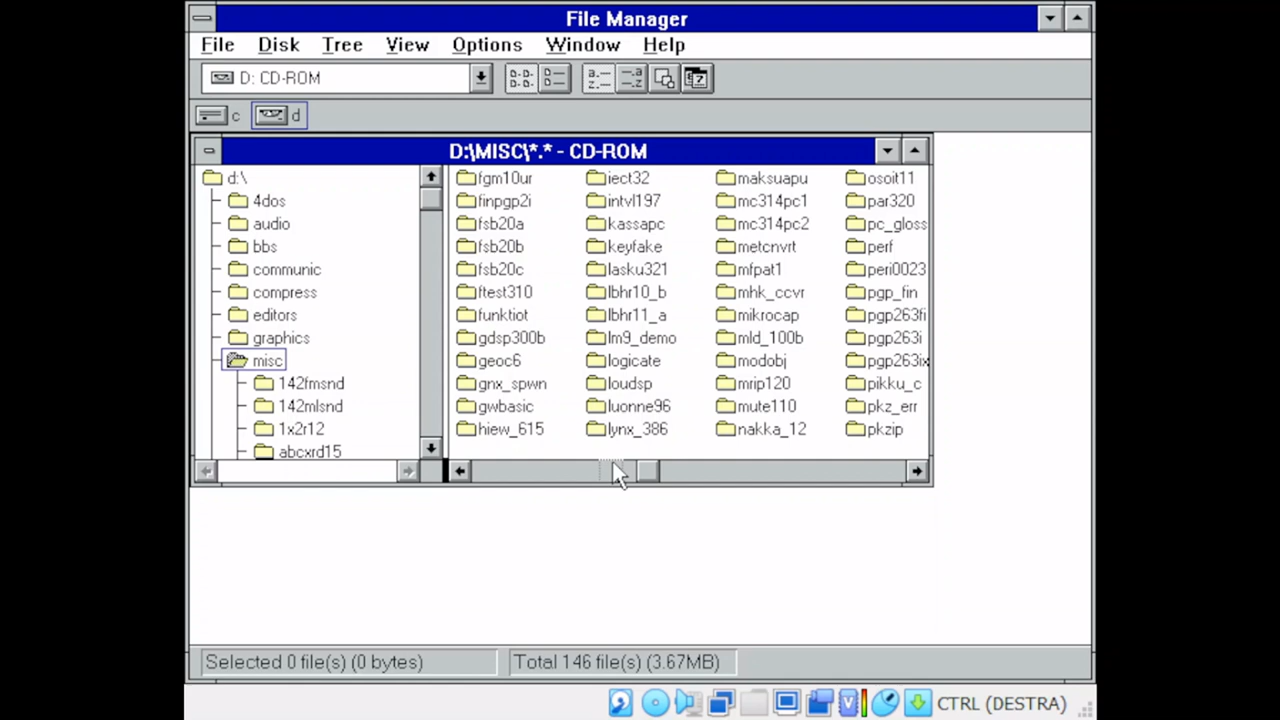 File Manager
File Disk Tree View Options Window Help
D: CD-ROM
c d
D:\MISC\*.* - CD-ROM
d:\
4dos
audio
bbs
communic
compress
editors
graphics
misc
142fmsnd
142mlsnd
1x2r12
abcxrd15
fgm10ur iect32 maksuapu osoit11
finpgp2i intvl197 mc314pc1 par320
fsb20a kassapc mc314pc2 pc_gloss
fsb20b keyfake metcnvrt perf
fsb20c lasku321 mfpat1 peri0023
ftest310 lbhr10_b mhk_ccvr pgp_fin
funktiot lbhr11_a mikrocap pgp263fi
gdsp300b lm9_demo mld_100b pgp263i
geoc6 logicate modobj pgp263ix
gnx_spwn loudsp mrip120 pikku_c
gwbasic luonne96 mute110 pkz_err
hiew_615 lynx_386 nakka_12 pkzip
Selected 0 file(s) (0 bytes) Total 146 file(s) (3.67MB)
CTRL (DESTRA)